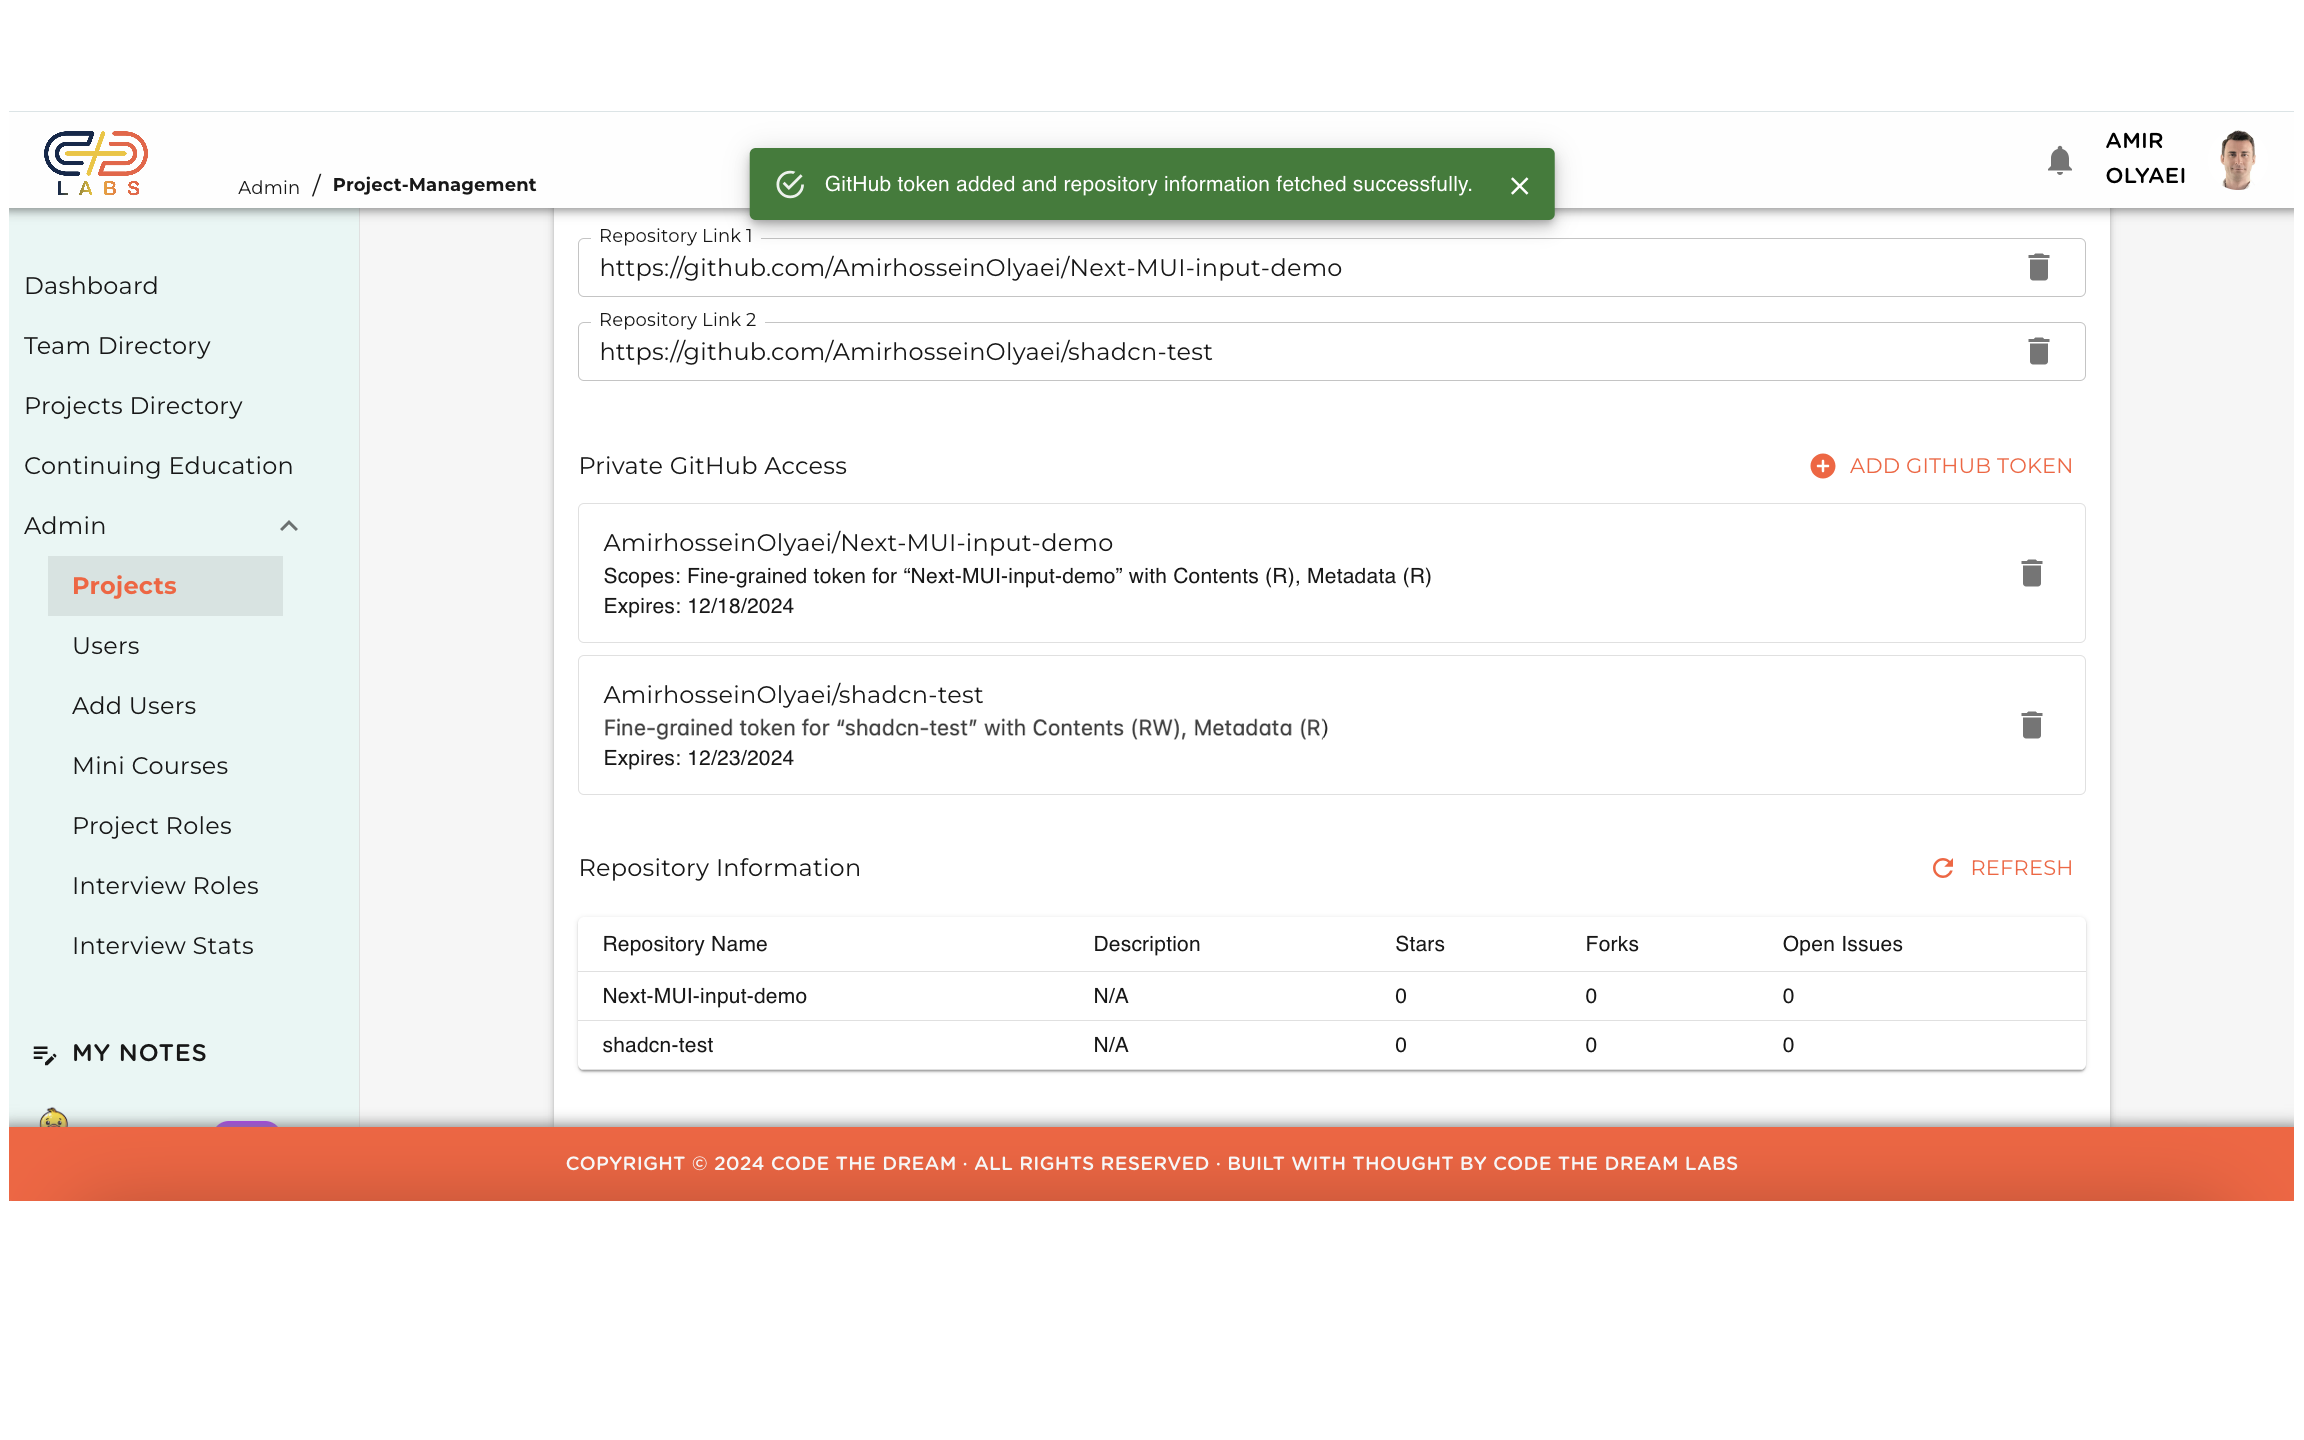 LABS
Admin / Project-Management
GitHub token added and repository information fetched successfully.
AMIR
OLYAEI
Dashboard
Team Directory
Projects Directory
Continuing Education
Admin
Projects
Users
Add Users
Mini Courses
Project Roles
Interview Roles
Interview Stats
MY NOTES
Repository Link 1
https://github.com/AmirhosseinOlyaei/Next-MUI-input-demo
Repository Link 2
https://github.com/AmirhosseinOlyaei/shadcn-test
Private GitHub Access
ADD GITHUB TOKEN
AmirhosseinOlyaei/Next-MUI-input-demo
Scopes: Fine-grained token for “Next-MUI-input-demo” with Contents (R), Metadata (R)
Expires: 12/18/2024
AmirhosseinOlyaei/shadcn-test
Fine-grained token for “shadcn-test” with Contents (RW), Metadata (R)
Expires: 12/23/2024
Repository Information
REFRESH
Repository Name Description Stars Forks Open Issues
Next-MUI-input-demo N/A 0 0 0
shadcn-test N/A 0 0 0
COPYRIGHT © 2024 CODE THE DREAM · ALL RIGHTS RESERVED · BUILT WITH THOUGHT BY CODE THE DREAM LABS